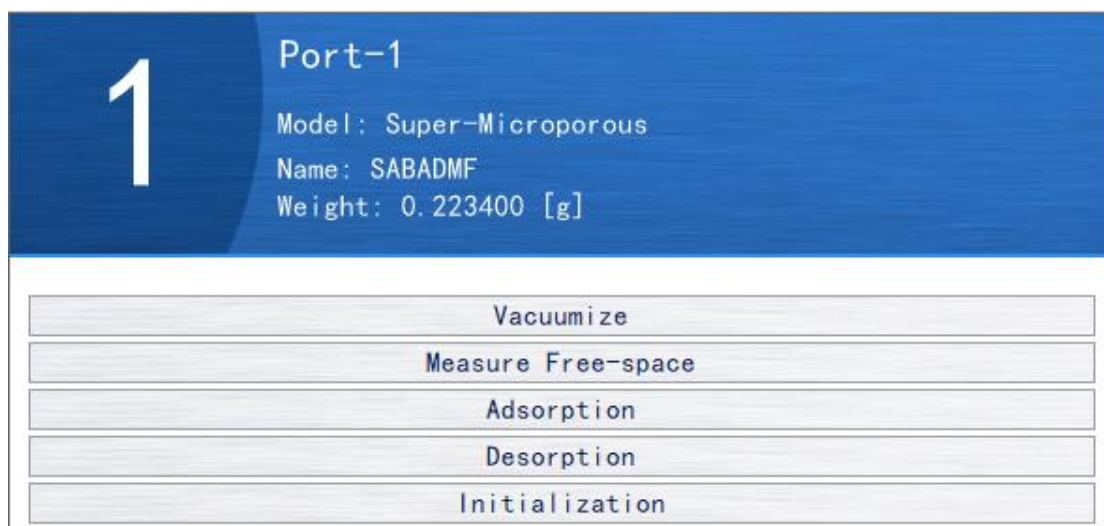 1
Port-1
Model: Super-Microporous
Name: SABADMF
Weight: 0.223400 [g]
Vacuumize
Measure Free-space
Adsorption
Desorption
Initialization